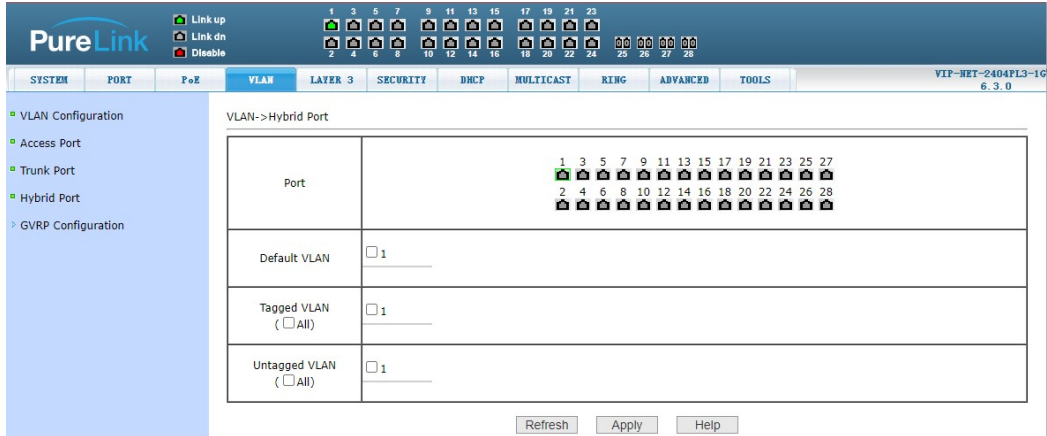 PureLink
Link up
Link dn
Disable
1 3 5 7 9 11 13 15 17 19 21 23
2 4 6 8 10 12 14 16 18 20 22 24 25 26 27 28
SYSTEM PORT PoE VLAN LAYER 3 SECURITY DHCP MULTICAST RING ADVANCED TOOLS
VIP-NET-2404PL3-1G
6.3.0
VLAN Configuration
Access Port
Trunk Port
Hybrid Port
GVRP Configuration
VLAN->Hybrid Port
Port
1 3 5 7 9 11 13 15 17 19 21 23 25 27
2 4 6 8 10 12 14 16 18 20 22 24 26 28
Default VLAN
1
Tagged VLAN
( All)
1
Untagged VLAN
( All)
1
Refresh Apply Help